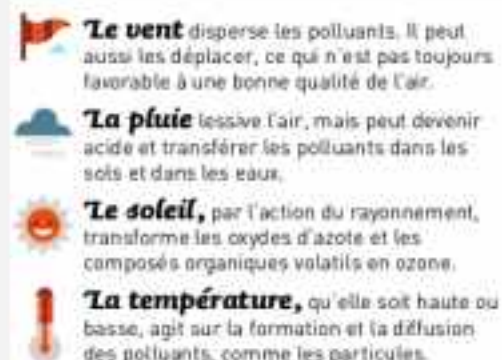 Le vent disperse les polluants. Il peut
aussi les déplacer, ce qui n'est pas toujours
favorable à une bonne qualité de l'air.
La pluie lessive l'air, mais peut devenir
acide et transférer les polluants dans les
sols et dans les eaux.
Le soleil, par l'action du rayonnement,
transforme les oxydes d'azote et les
composés organiques volatils en ozone.
La température, qu'elle soit haute ou
basse, agit sur la formation et la diffusion
des polluants, comme les particules.